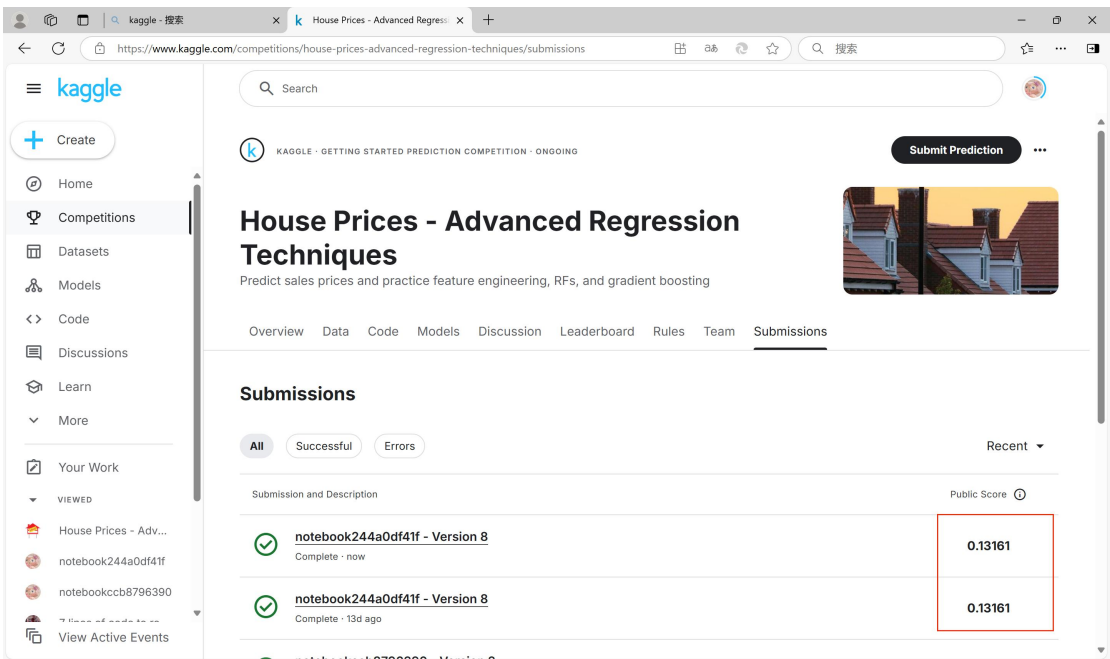 kaggle - 搜索
House Prices - Advanced Regress
https://www.kaggle.com/competitions/house-prices-advanced-regression-techniques/submissions
搜索
kaggle
Search
Create
KAGGLE · GETTING STARTED PREDICTION COMPETITION · ONGOING
Submit Prediction
Home
Competitions
Datasets
Models
Code
Discussions
Learn
More
Your Work
VIEWED
House Prices - Adv...
notebook244a0df41f
notebookccb8796390
View Active Events
House Prices - Advanced Regression
Techniques
Predict sales prices and practice feature engineering, RFs, and gradient boosting
Overview Data Code Models Discussion Leaderboard Rules Team Submissions
Submissions
All Successful Errors
Recent
Submission and Description Public Score
notebook244a0df41f - Version 8
Complete · now
0.13161
notebook244a0df41f - Version 8
Complete · 13d ago
0.13161